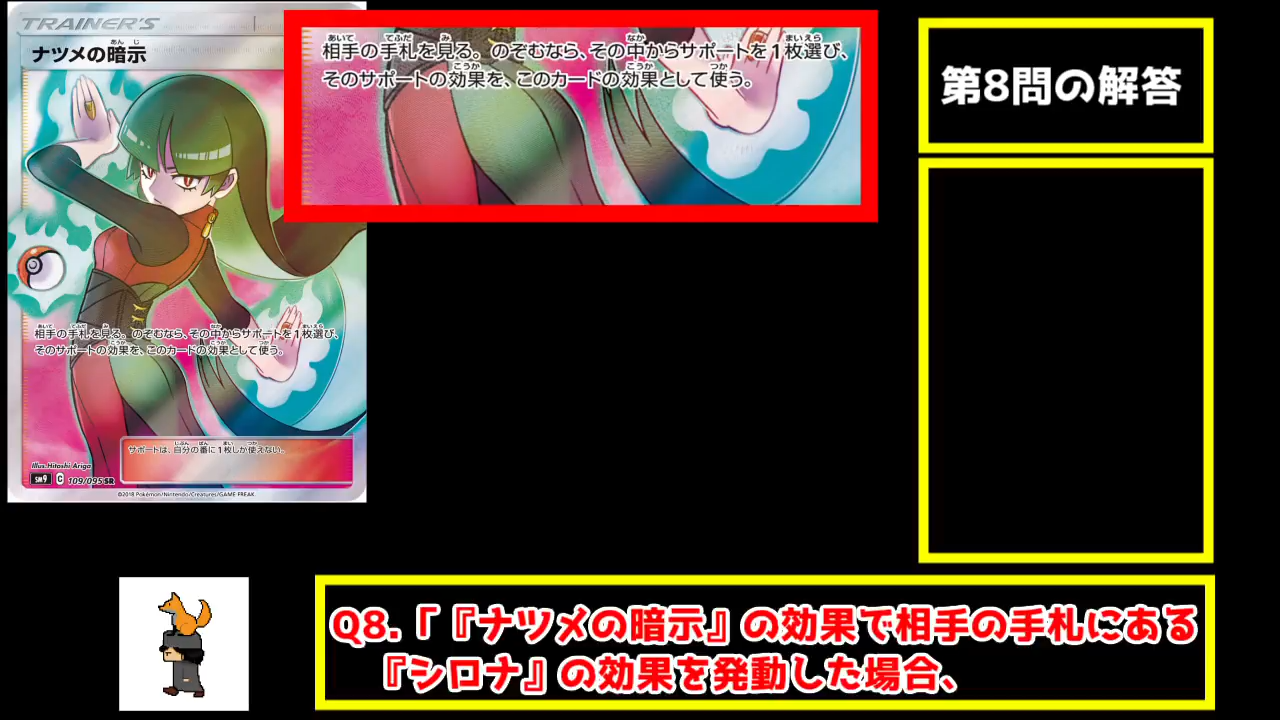 TRAINER'S
ナツメの暗示
相手の手札を見る。のぞむなら、その中からサポートを1枚選び、
そのサポートの効果を、このカードの効果として使う。
第8問の解答
相手の手札を見る。のぞむなら、その中からサポートを1枚選び、
そのサポートの効果を、このカードの効果として使う。
サポートは、自分の番に1枚しか使えない。
Illus. Hitoshi Ariga
SM9 C 109/095 SR
©2018 Pokémon/Nintendo/Creatures/GAME FREAK.
Q8.「『ナツメの暗示』の効果で相手の手札にある
『シロナ』の効果を発動した場合、